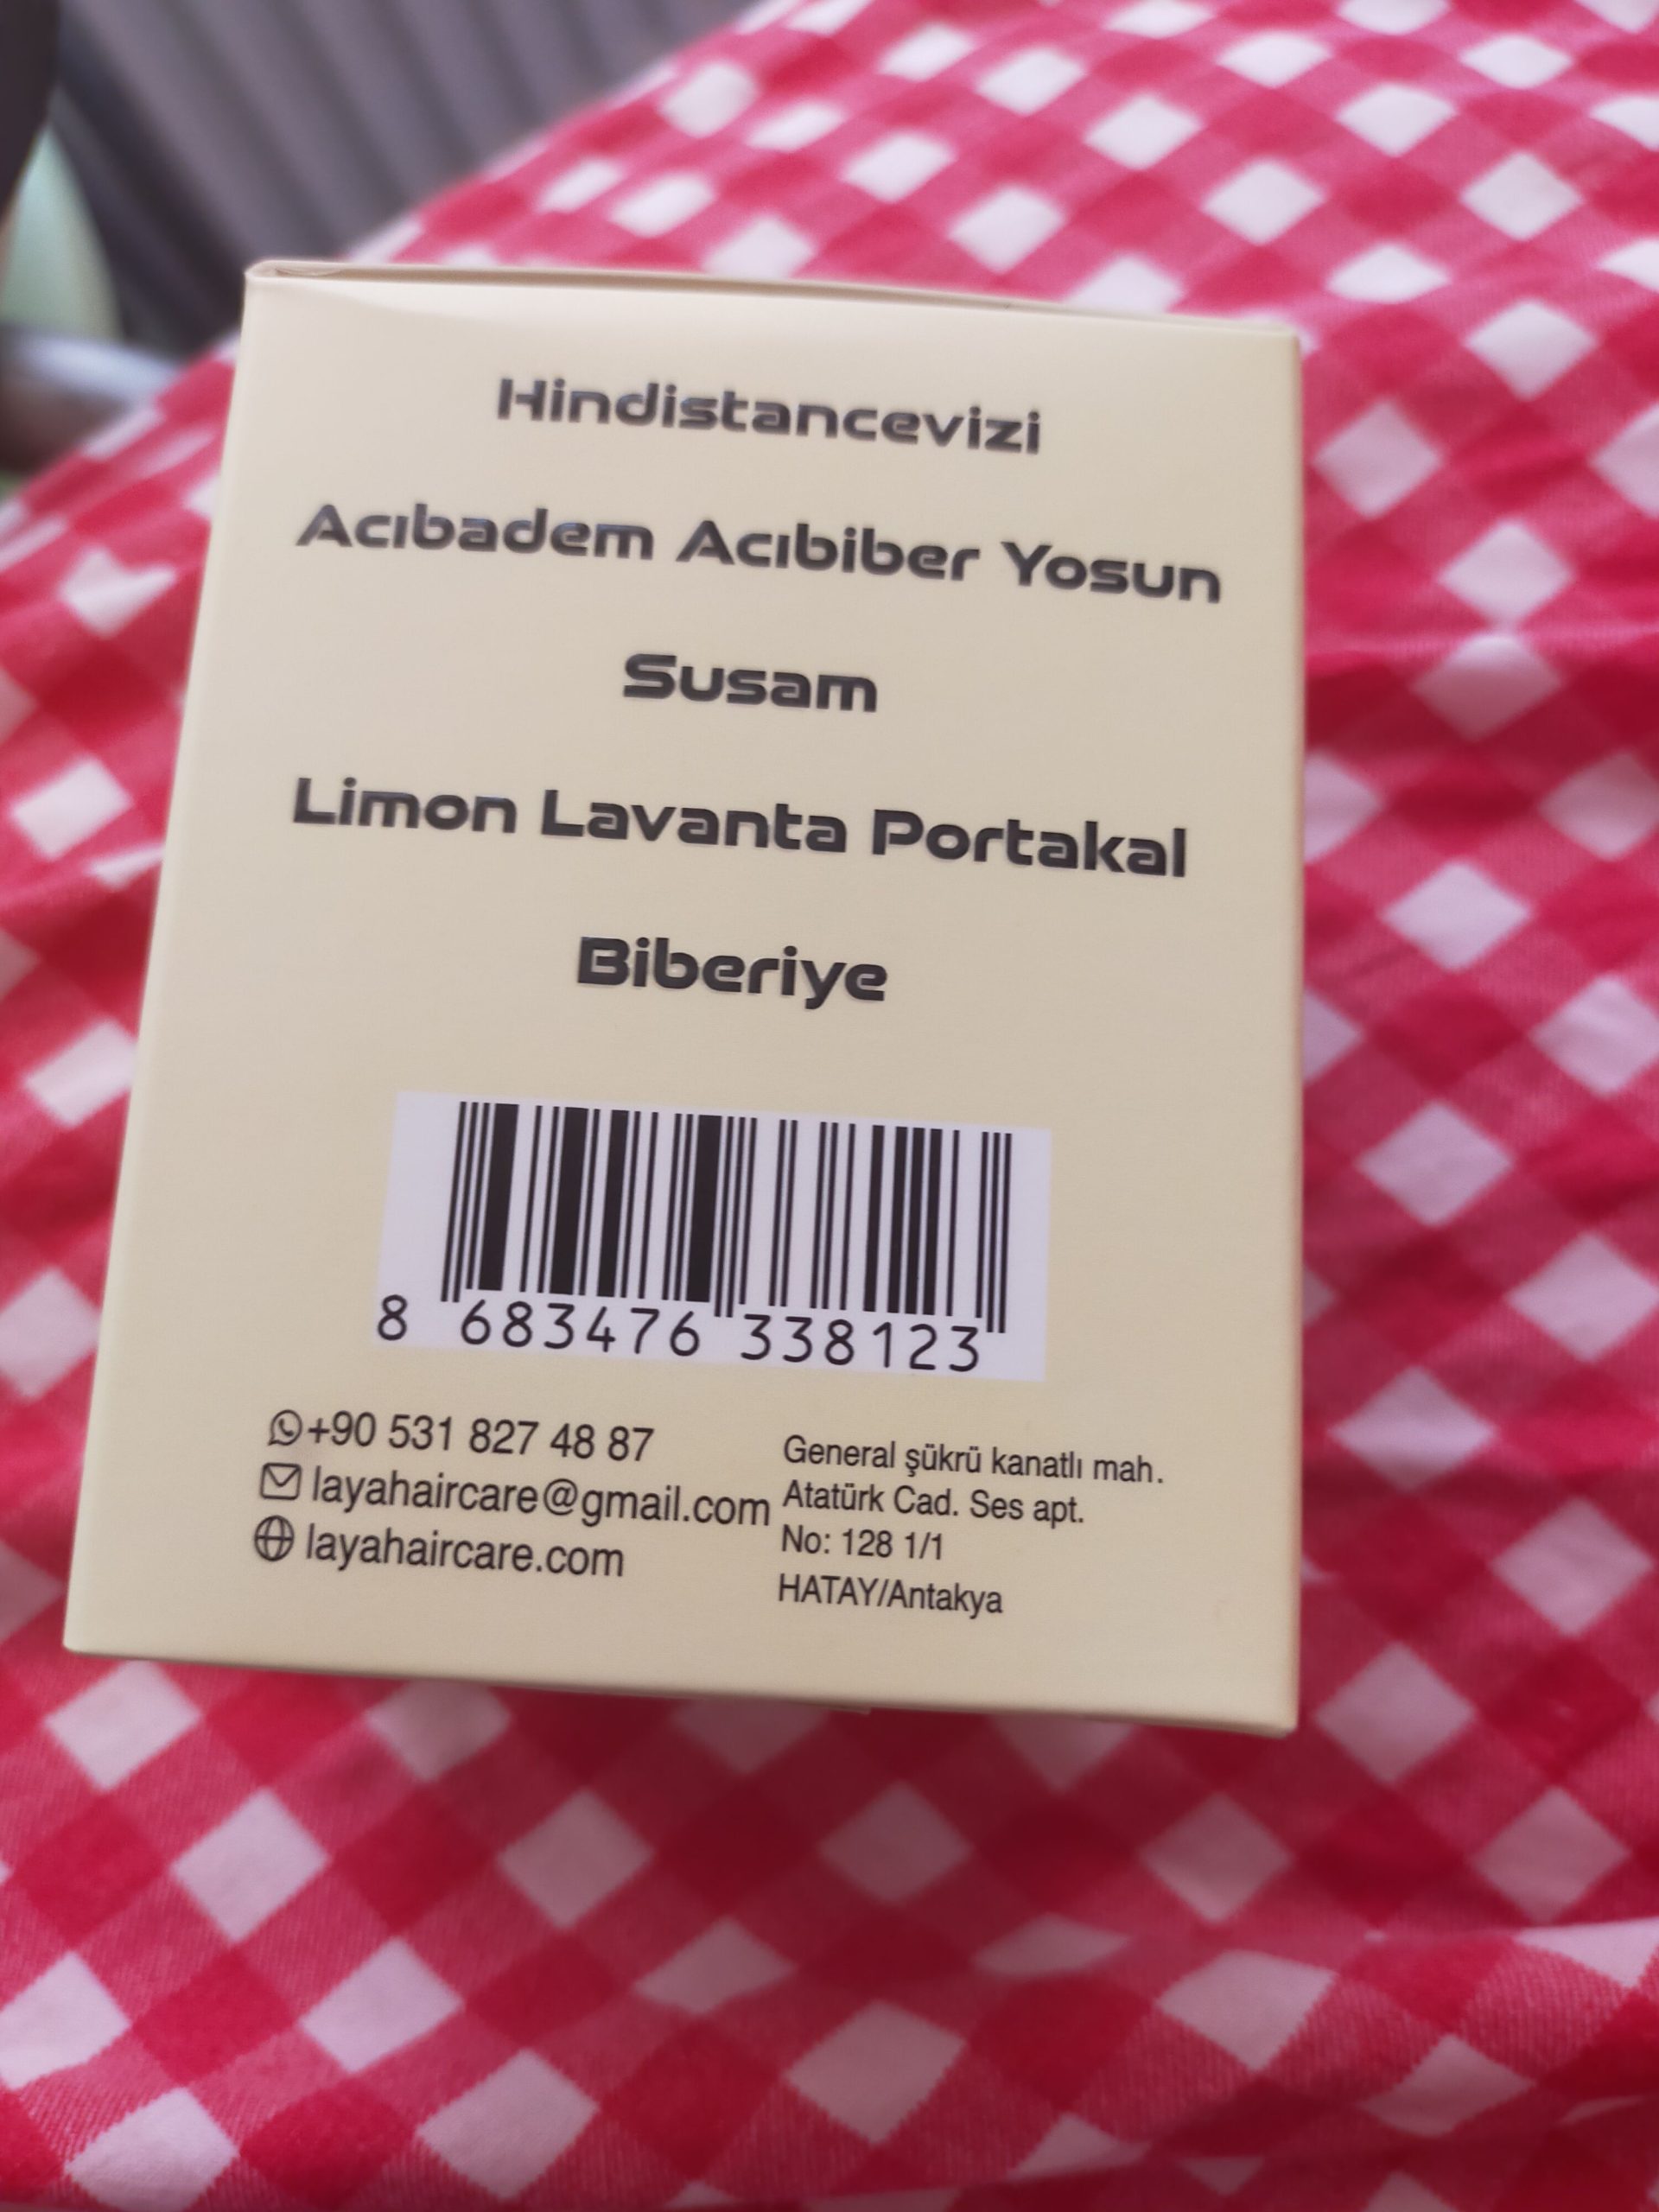 Hindistancevizi
Acıbadem Acıbiber Yosun
Susam
Limon Lavanta Portakal
Biberiye
8 683476 338123
+90 531 827 48 87
layahaircare@gmail.com
layahaircare.com
General şükrü kanatlı mah.
Atatürk Cad. Ses apt.
No: 128 1/1
HATAY/Antakya